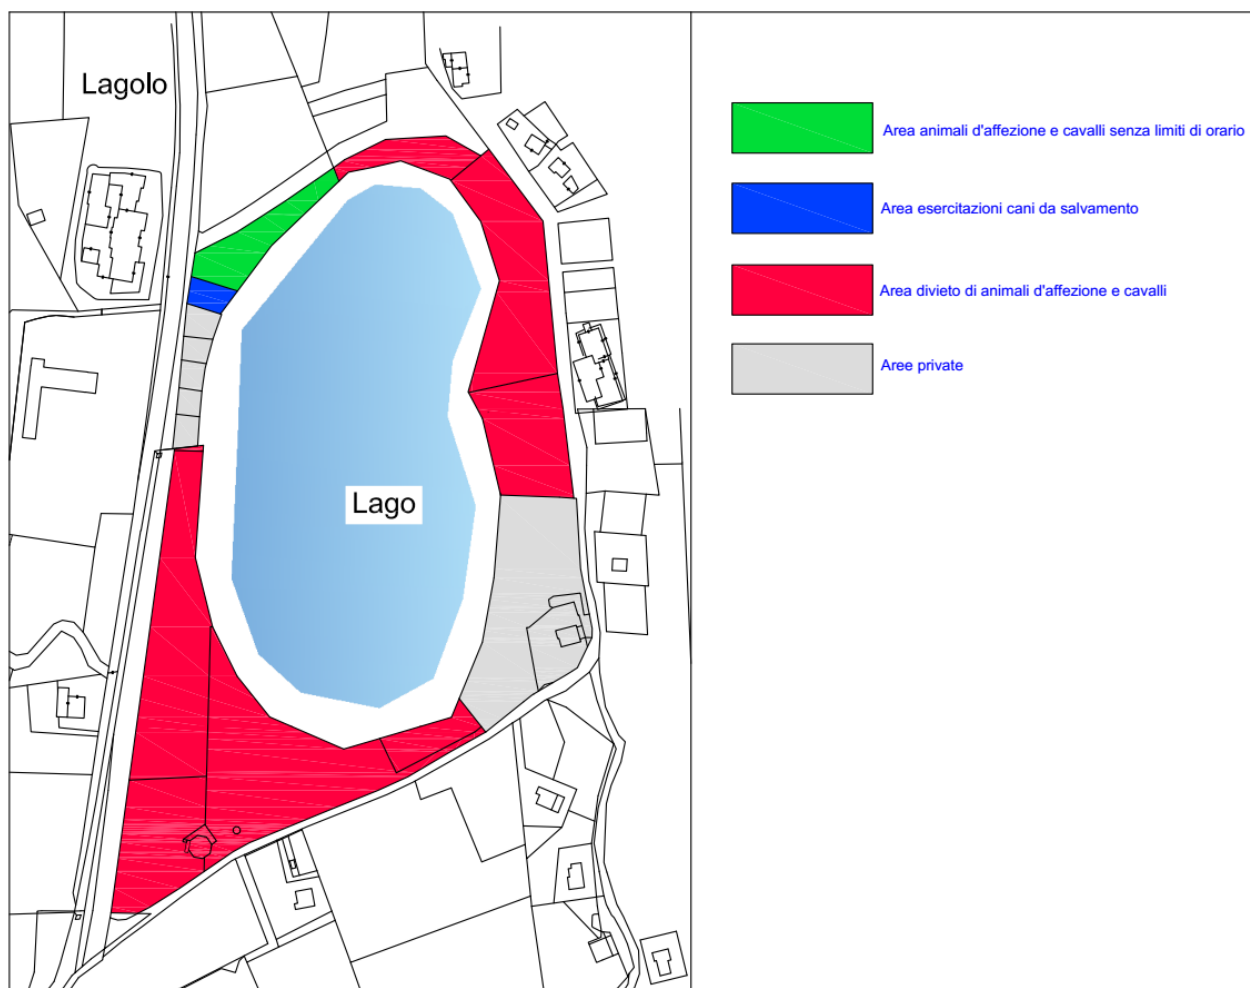 Lagolo
Area animali d'affezione e cavalli senza limiti di orario
Area esercitazioni cani da salvamento
Area divieto di animali d'affezione e cavalli
Aree private
Lago